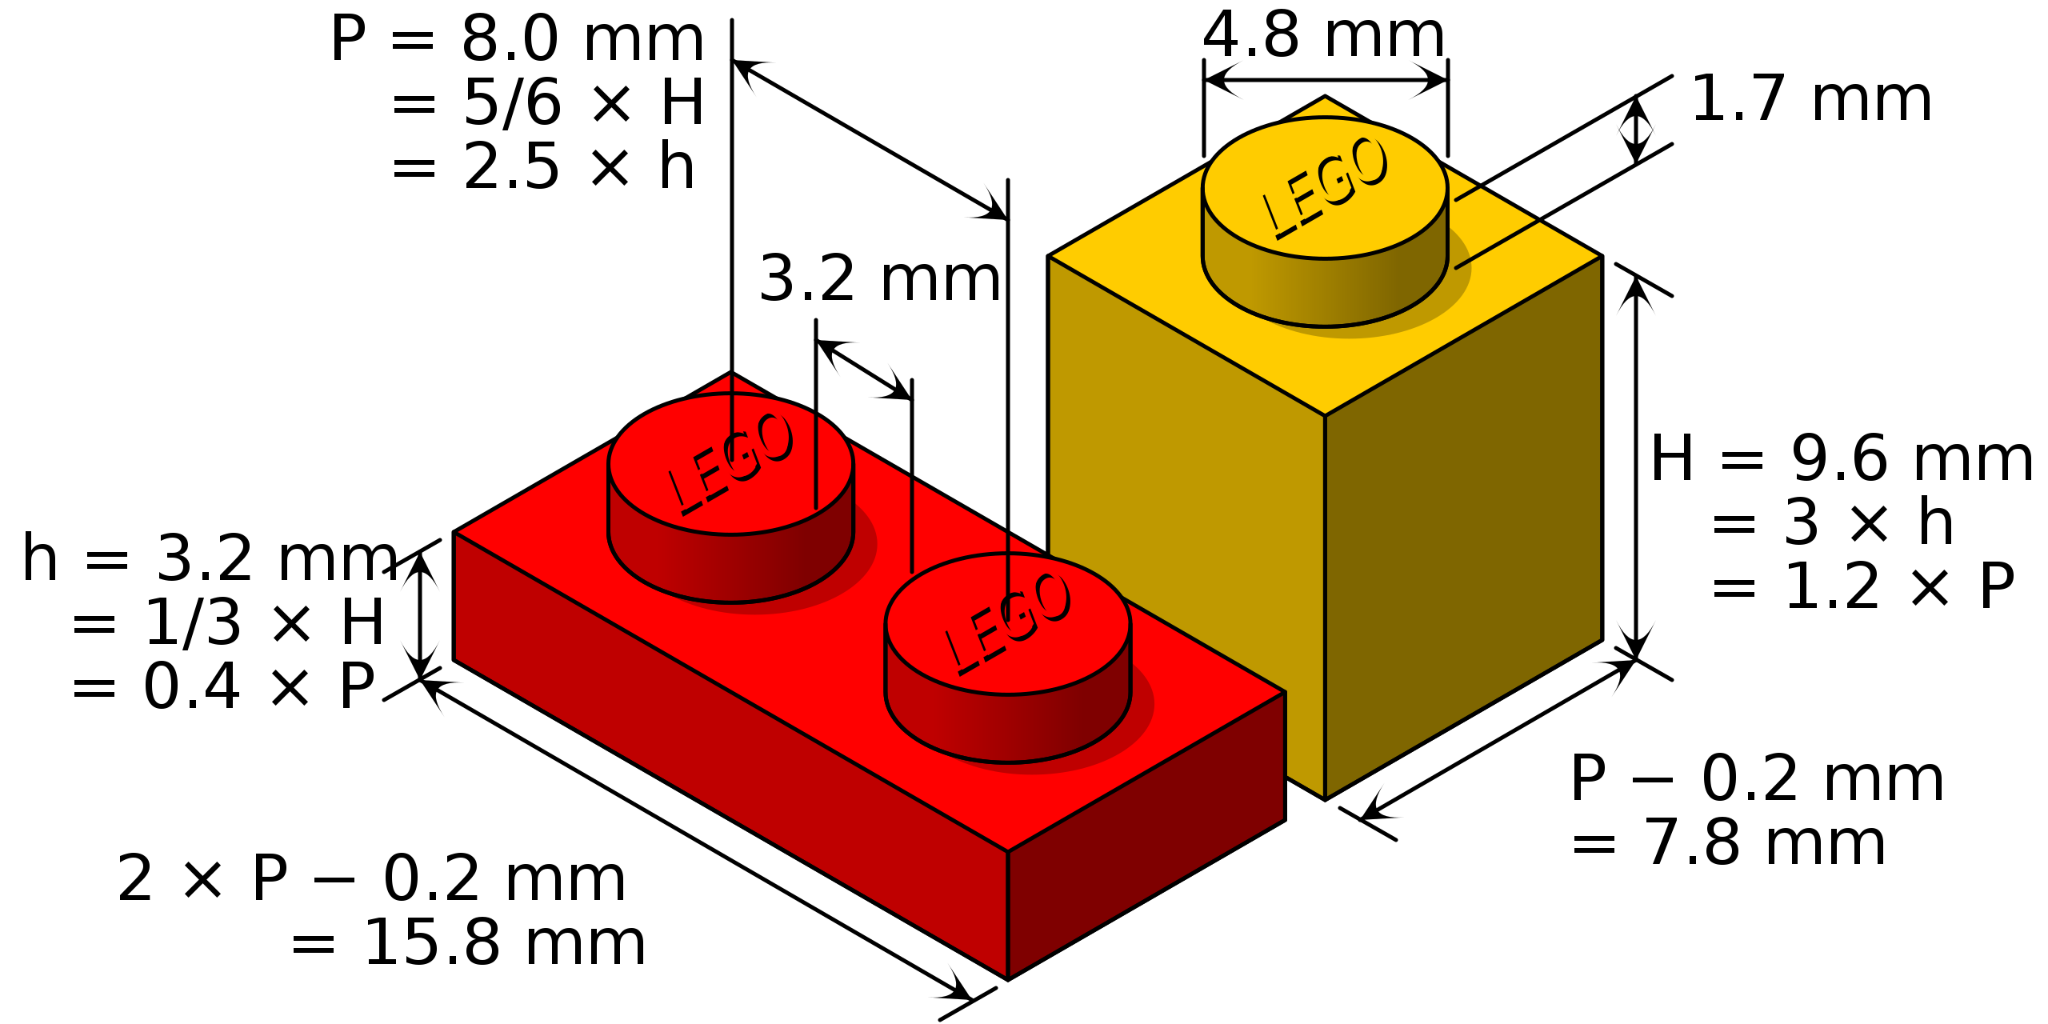 P = 8.0 mm
= 5/6 × H
= 2.5 × h
4.8 mm
1.7 mm
3.2 mm
LEGO
LEGO
LEGO
h = 3.2 mm
= 1/3 × H
= 0.4 × P
H = 9.6 mm
= 3 × h
= 1.2 × P
P − 0.2 mm
= 7.8 mm
2 × P − 0.2 mm
= 15.8 mm